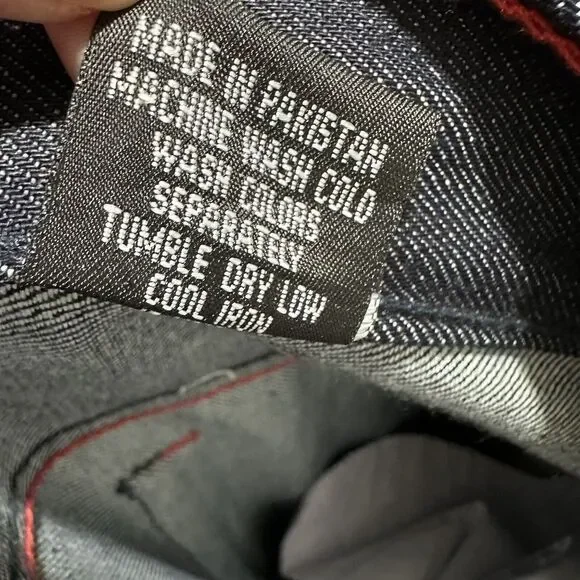 MADE IN PAKISTAN
MACHINE WASH COLD
WASH COLORS
SEPARATELY
TUMBLE DRY LOW
COOL IRON